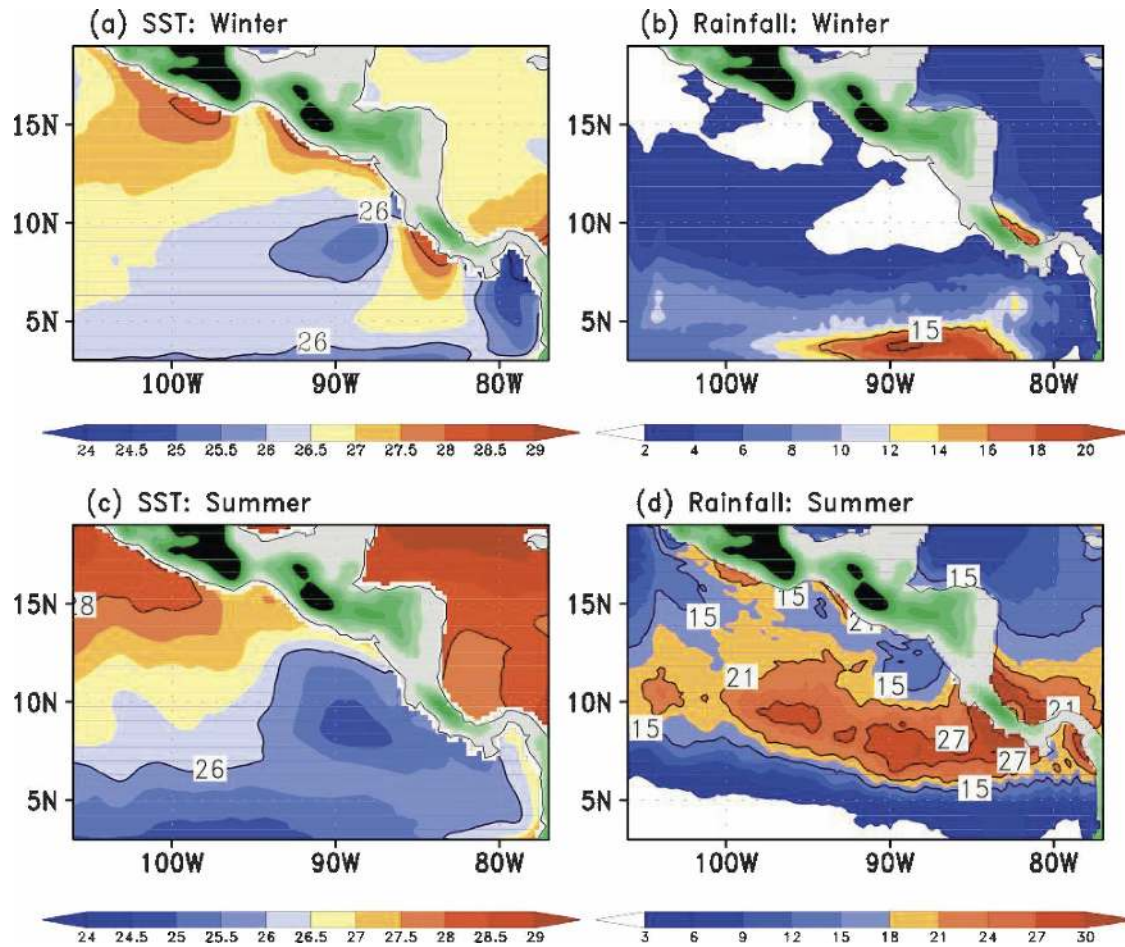 (a) SST: Winter
15N
10N
5N
26
26
100W 90W 80W
24 24.5 25 25.5 26 26.5 27 27.5 28 28.5 29
(b) Rainfall: Winter
15N
10N
5N
15
100W 90W 80W
2 4 6 8 10 12 14 16 18 20
(c) SST: Summer
15N
10N
5N
26
100W 90W 80W
24 24.5 25 25.5 26 26.5 27 27.5 28 28.5 29
(d) Rainfall: Summer
15N
10N
5N
15
15
21
15
21
15
27
27
15
100W 90W 80W
3 6 9 12 15 18 21 24 27 30